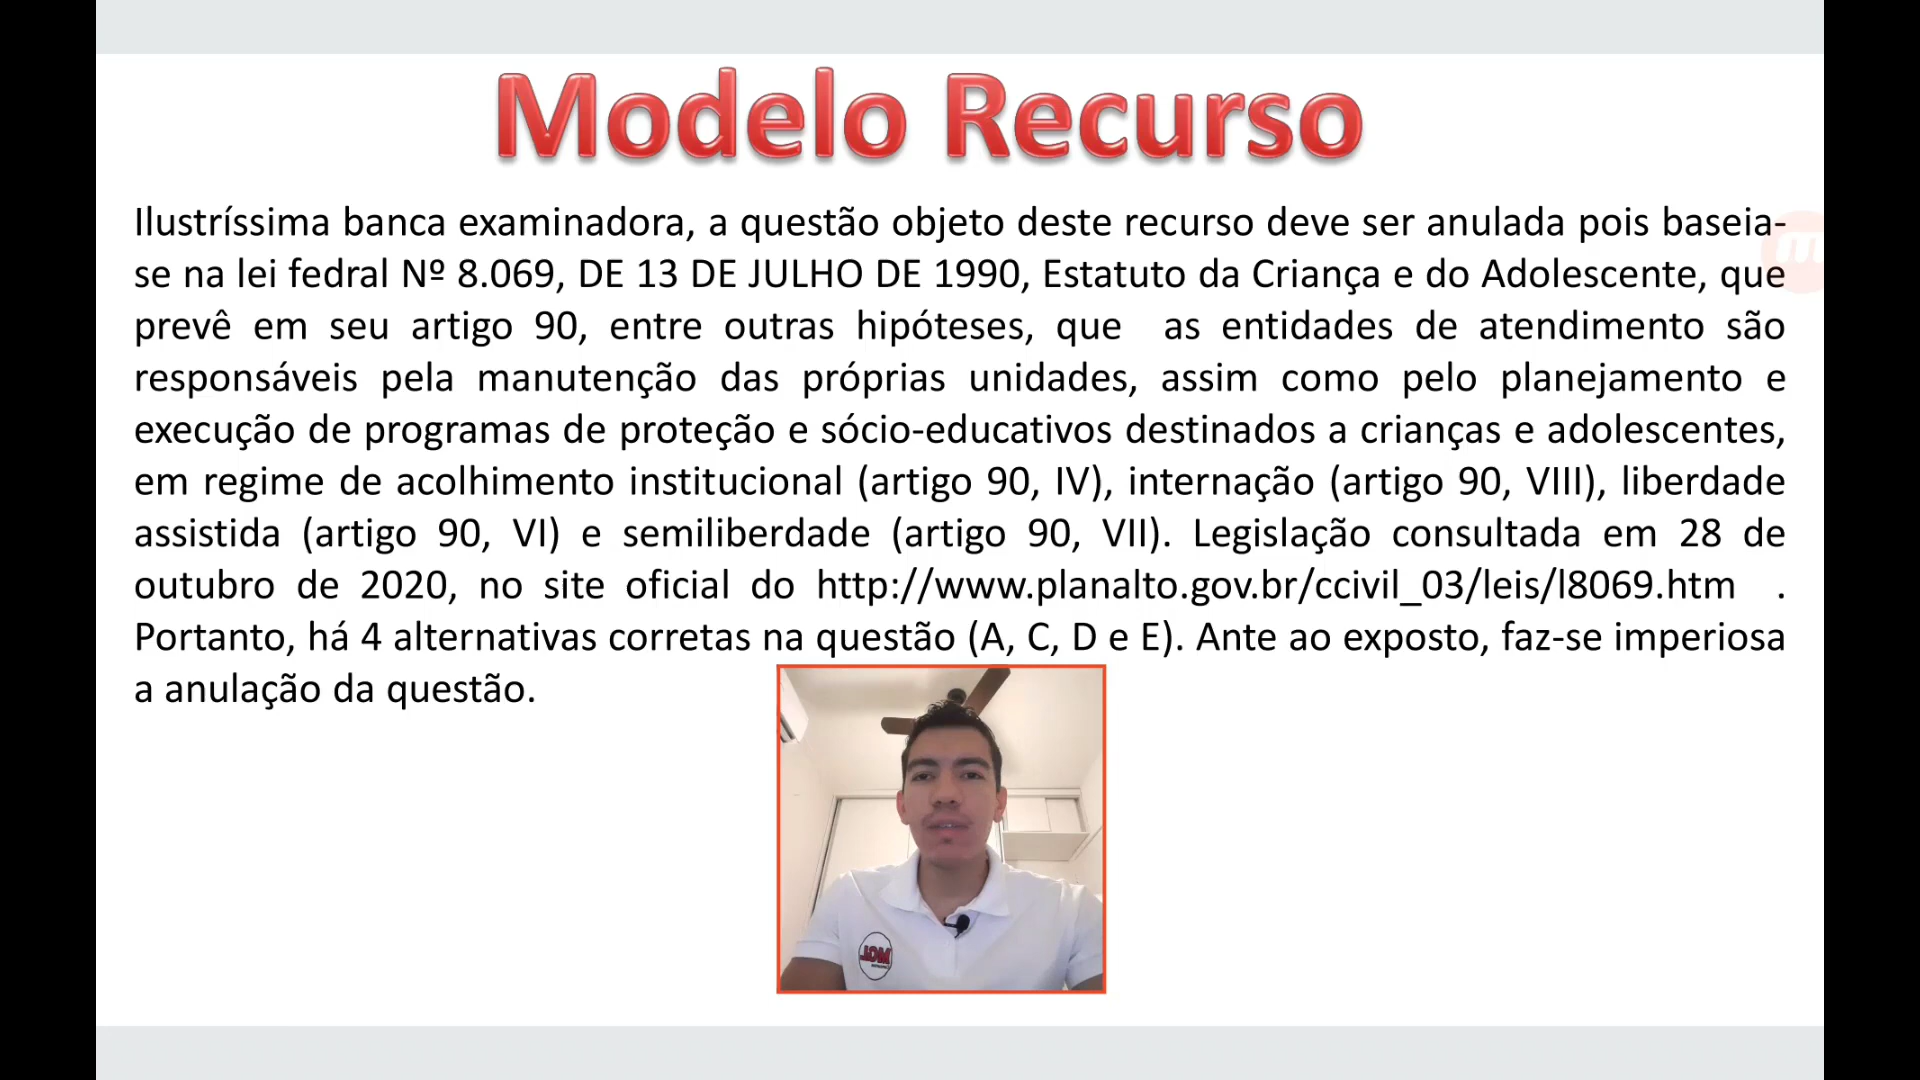 Modelo Recurso
Ilustríssima banca examinadora, a questão objeto deste recurso deve ser anulada pois baseia-
se na lei fedral Nº 8.069, DE 13 DE JULHO DE 1990, Estatuto da Criança e do Adolescente, que
prevê em seu artigo 90, entre outras hipóteses, que as entidades de atendimento são
responsáveis pela manutenção das próprias unidades, assim como pelo planejamento e
execução de programas de proteção e sócio-educativos destinados a crianças e adolescentes,
em regime de acolhimento institucional (artigo 90, IV), internação (artigo 90, VIII), liberdade
assistida (artigo 90, VI) e semiliberdade (artigo 90, VII). Legislação consultada em 28 de
outubro de 2020, no site oficial do http://www.planalto.gov.br/ccivil_03/leis/l8069.htm .
Portanto, há 4 alternativas corretas na questão (A, C, D e E). Ante ao exposto, faz-se imperiosa
a anulação da questão.